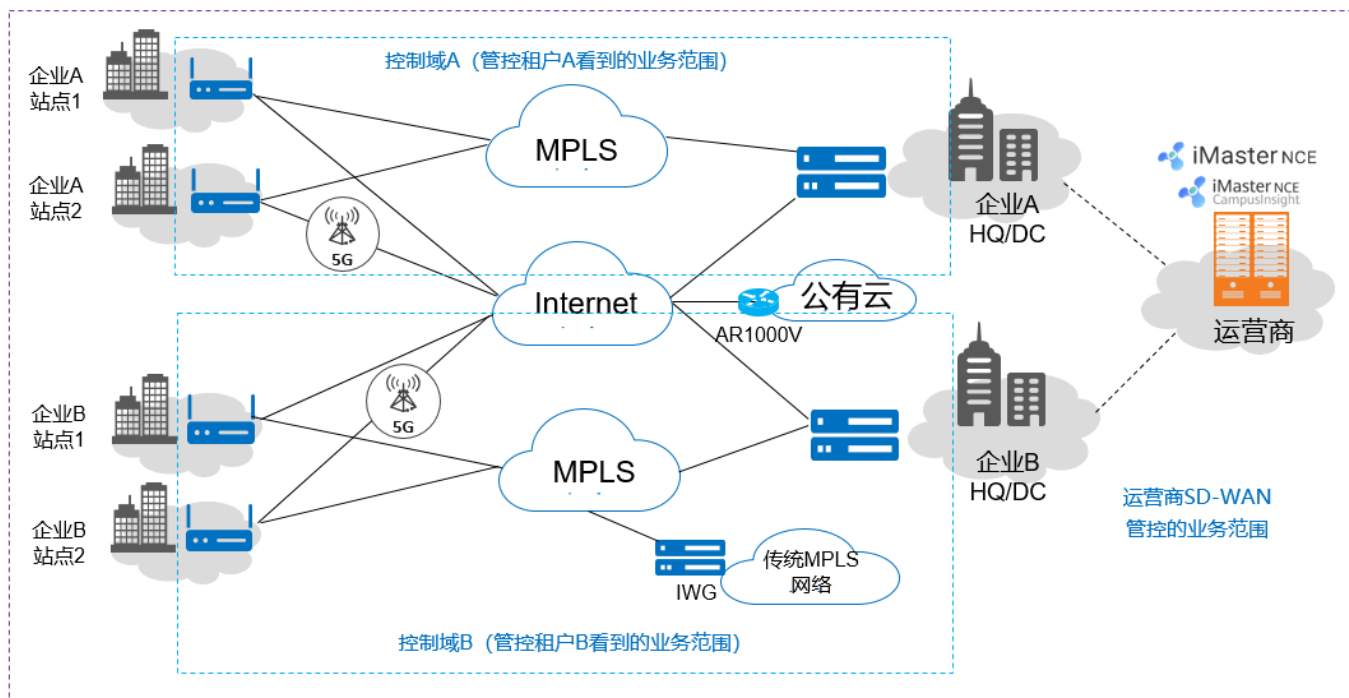 控制域A（管控租户A看到的业务范围）
企业A
站点1
MPLS
iMaster NCE
iMaster NCE
CampusInsight
企业A
站点2
企业A
HQ/DC
5G
Internet
公有云
运营商
AR1000V
5G
企业B
站点1
企业B
HQ/DC
MPLS
运营商SD-WAN
管控的业务范围
企业B
站点2
传统MPLS
网络
IWG
控制域B（管控租户B看到的业务范围）